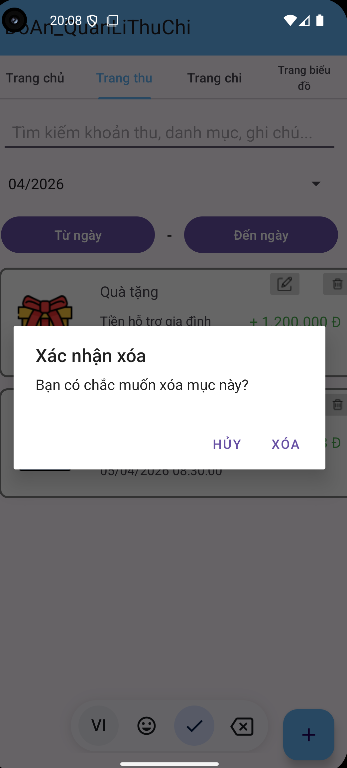 20:08
DoAn_QuanLiThuChi
Trang chủ
Trang thu
Trang chi
Trang biểu
đồ
Tìm kiếm khoản thu, danh mục, ghi chú...
04/2026
Từ ngày
-
Đến ngày
Quà tặng
Tiền hỗ trợ gia đình
+ 1 200 000 Đ
Xác nhận xóa
Bạn có chắc muốn xóa mục này?
HỦY
XÓA
Đ
05/04/2026 08:30:00
VI
+